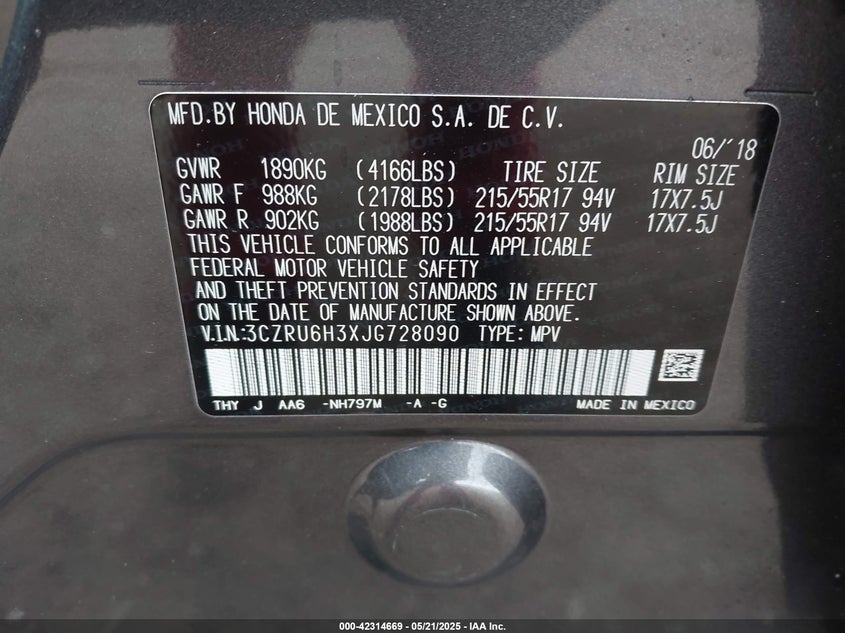 MFD.BY HONDA DE MEXICO S.A. DE C.V.
06/'18
GVWR 1890KG (4166LBS) TIRE SIZE RIM SIZE
GAWR F 988KG (2178LBS) 215/55R17 94V 17X7.5J
GAWR R 902KG (1988LBS) 215/55R17 94V 17X7.5J
THIS VEHICLE CONFORMS TO ALL APPLICABLE
FEDERAL MOTOR VEHICLE SAFETY
AND THEFT PREVENTION STANDARDS IN EFFECT
ON THE DATE OF MANUFACTURE SHOWN ABOVE.
V.I.N.:3CZRU6H3XJG728090 TYPE: MPV
THY J AA6 -NH797M -A -G MADE IN MEXICO
000-42314669 - 05/21/2025 - IAA Inc.